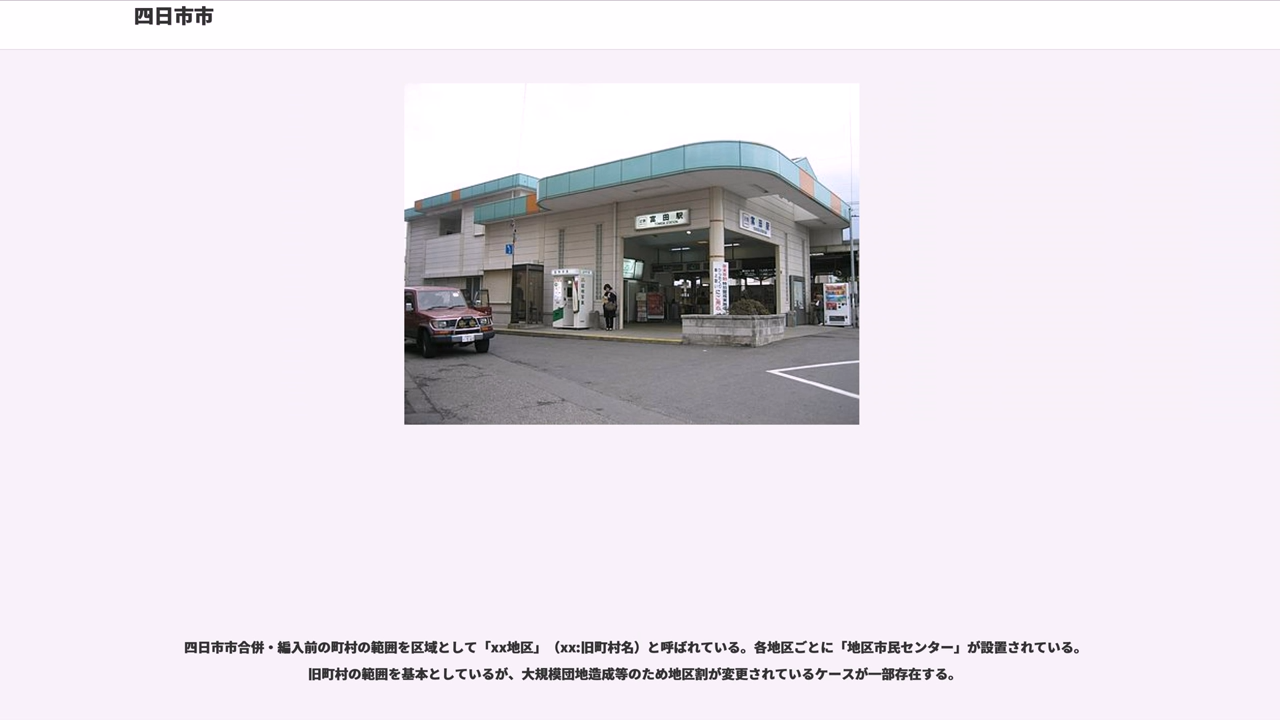 四日市市
富田駅
富田駅
四日市市合併・編入前の町村の範囲を区域として「xx地区」（xx:旧町村名）と呼ばれている。各地区ごとに「地区市民センター」が設置されている。
旧町村の範囲を基本としているが、大規模団地造成等のため地区割が変更されているケースが一部存在する。